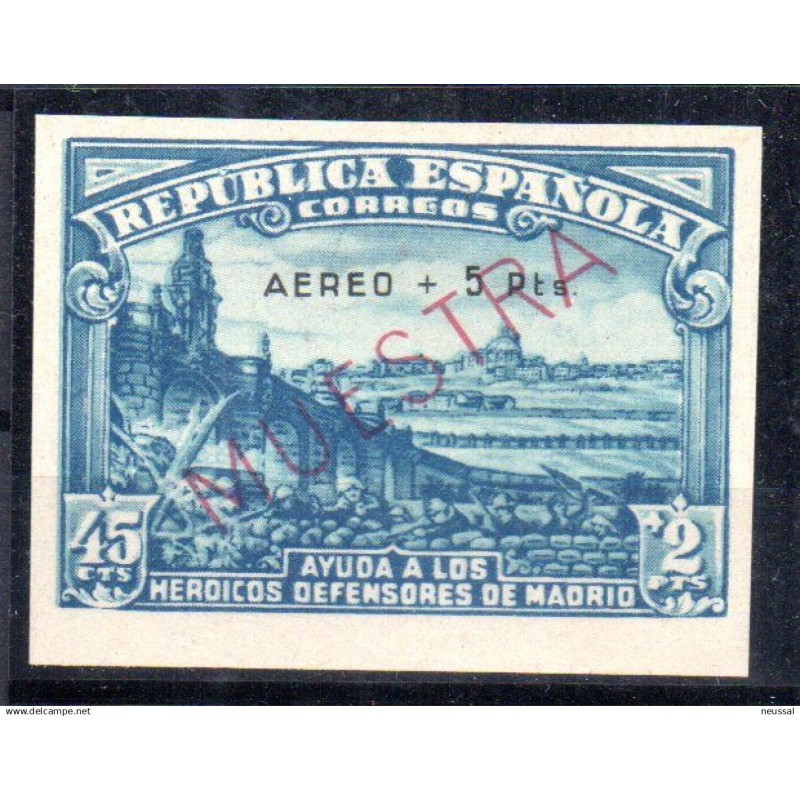 REPÚBLICA ESPAÑOLA
CORREOS
AEREO + 5 Pts.
MUESTRA
45 CTS
+2 PTS
AYUDA A LOS
HEROICOS DEFENSORES DE MADRID
www.delcampe.net
neussal